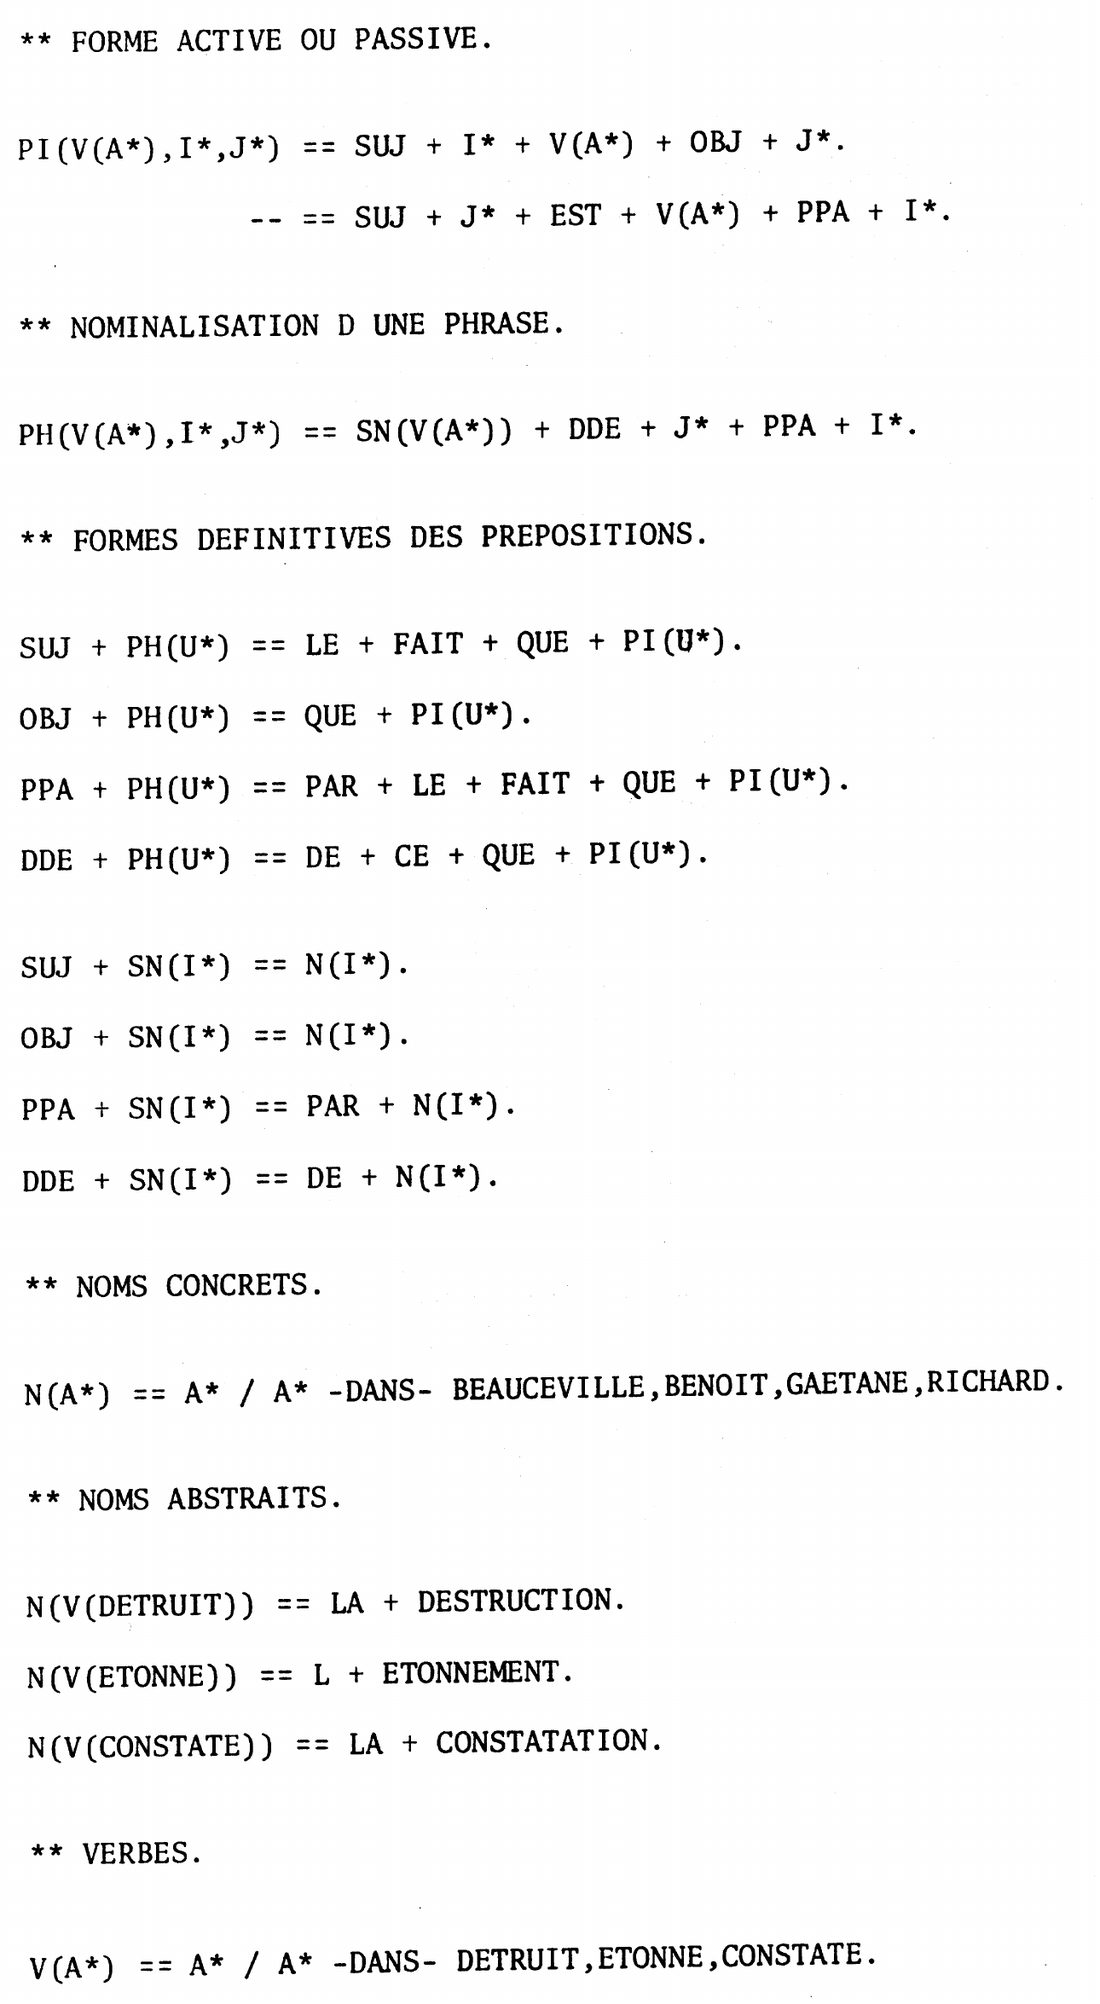 ** FORME ACTIVE OU PASSIVE.
PI(V(A*),I*,J*) == SUJ + I* + V(A*) + OBJ + J*.
-- == SUJ + J* + EST + V(A*) + PPA + I*.
** NOMINALISATION D UNE PHRASE.
PH(V(A*),I*,J*) == SN(V(A*)) + DDE + J* + PPA + I*.
** FORMES DEFINITIVES DES PREPOSITIONS.
SUJ + PH(U*) == LE + FAIT + QUE + PI(U*).
OBJ + PH(U*) == QUE + PI(U*).
PPA + PH(U*) == PAR + LE + FAIT + QUE + PI(U*).
DDE + PH(U*) == DE + CE + QUE + PI(U*).
SUJ + SN(I*) == N(I*).
OBJ + SN(I*) == N(I*).
PPA + SN(I*) == PAR + N(I*).
DDE + SN(I*) == DE + N(I*).
** NOMS CONCRETS.
N(A*) == A* / A* -DANS- BEAUCEVILLE,BENOIT,GAETANE,RICHARD.
** NOMS ABSTRAITS.
N(V(DETRUIT)) == LA + DESTRUCTION.
N(V(ETONNE)) == L + ETONNEMENT.
N(V(CONSTATE)) == LA + CONSTATATION.
** VERBES.
V(A*) == A* / A* -DANS- DETRUIT,ETONNE,CONSTATE.